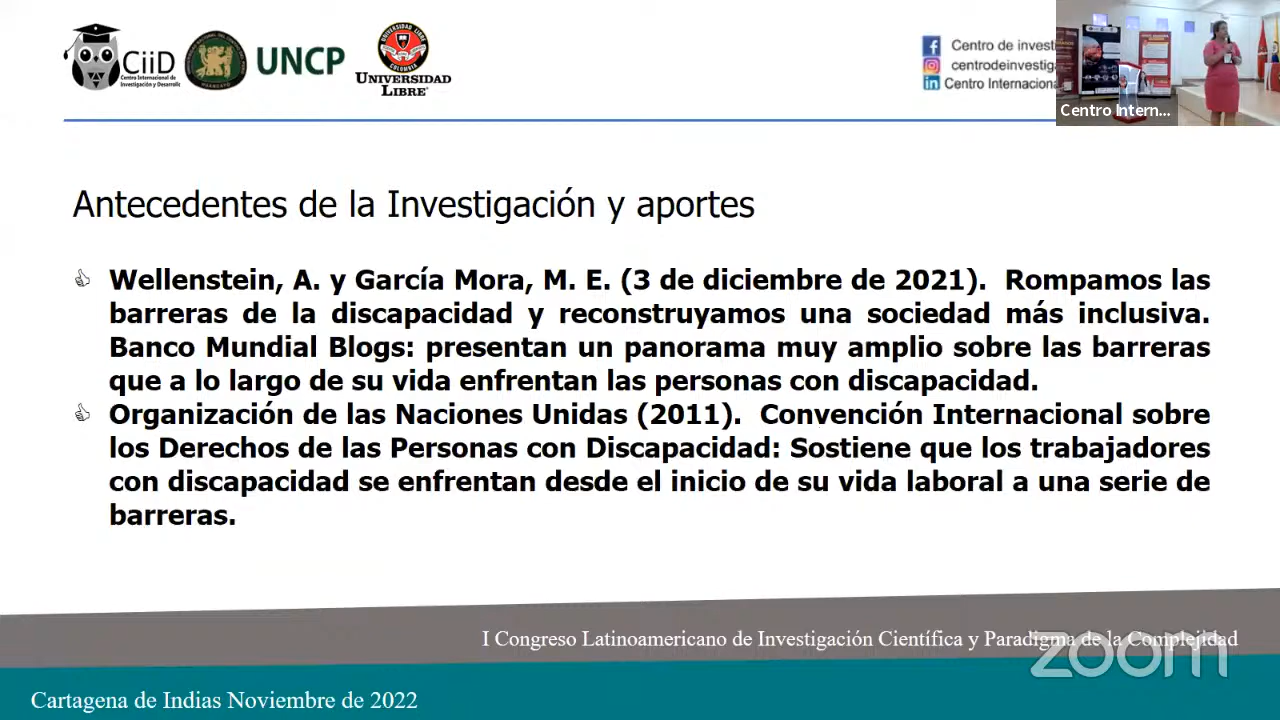 CiiD
Centro Internacional de
Investigación y Desarrollo
UNCP
UNIVERSIDAD
LIBRE
Centro de invest
centrodeinvestiga
Centro Internaciona
Centro Intern...
Antecedentes de la Investigación y aportes
Wellenstein, A. y García Mora, M. E. (3 de diciembre de 2021). Rompamos las
barreras de la discapacidad y reconstruyamos una sociedad más inclusiva.
Banco Mundial Blogs: presentan un panorama muy amplio sobre las barreras
que a lo largo de su vida enfrentan las personas con discapacidad.
Organización de las Naciones Unidas (2011). Convención Internacional sobre
los Derechos de las Personas con Discapacidad: Sostiene que los trabajadores
con discapacidad se enfrentan desde el inicio de su vida laboral a una serie de
barreras.
I Congreso Latinoamericano de Investigación Científica y Paradigma de la Complejidad
zoom
Cartagena de Indias Noviembre de 2022